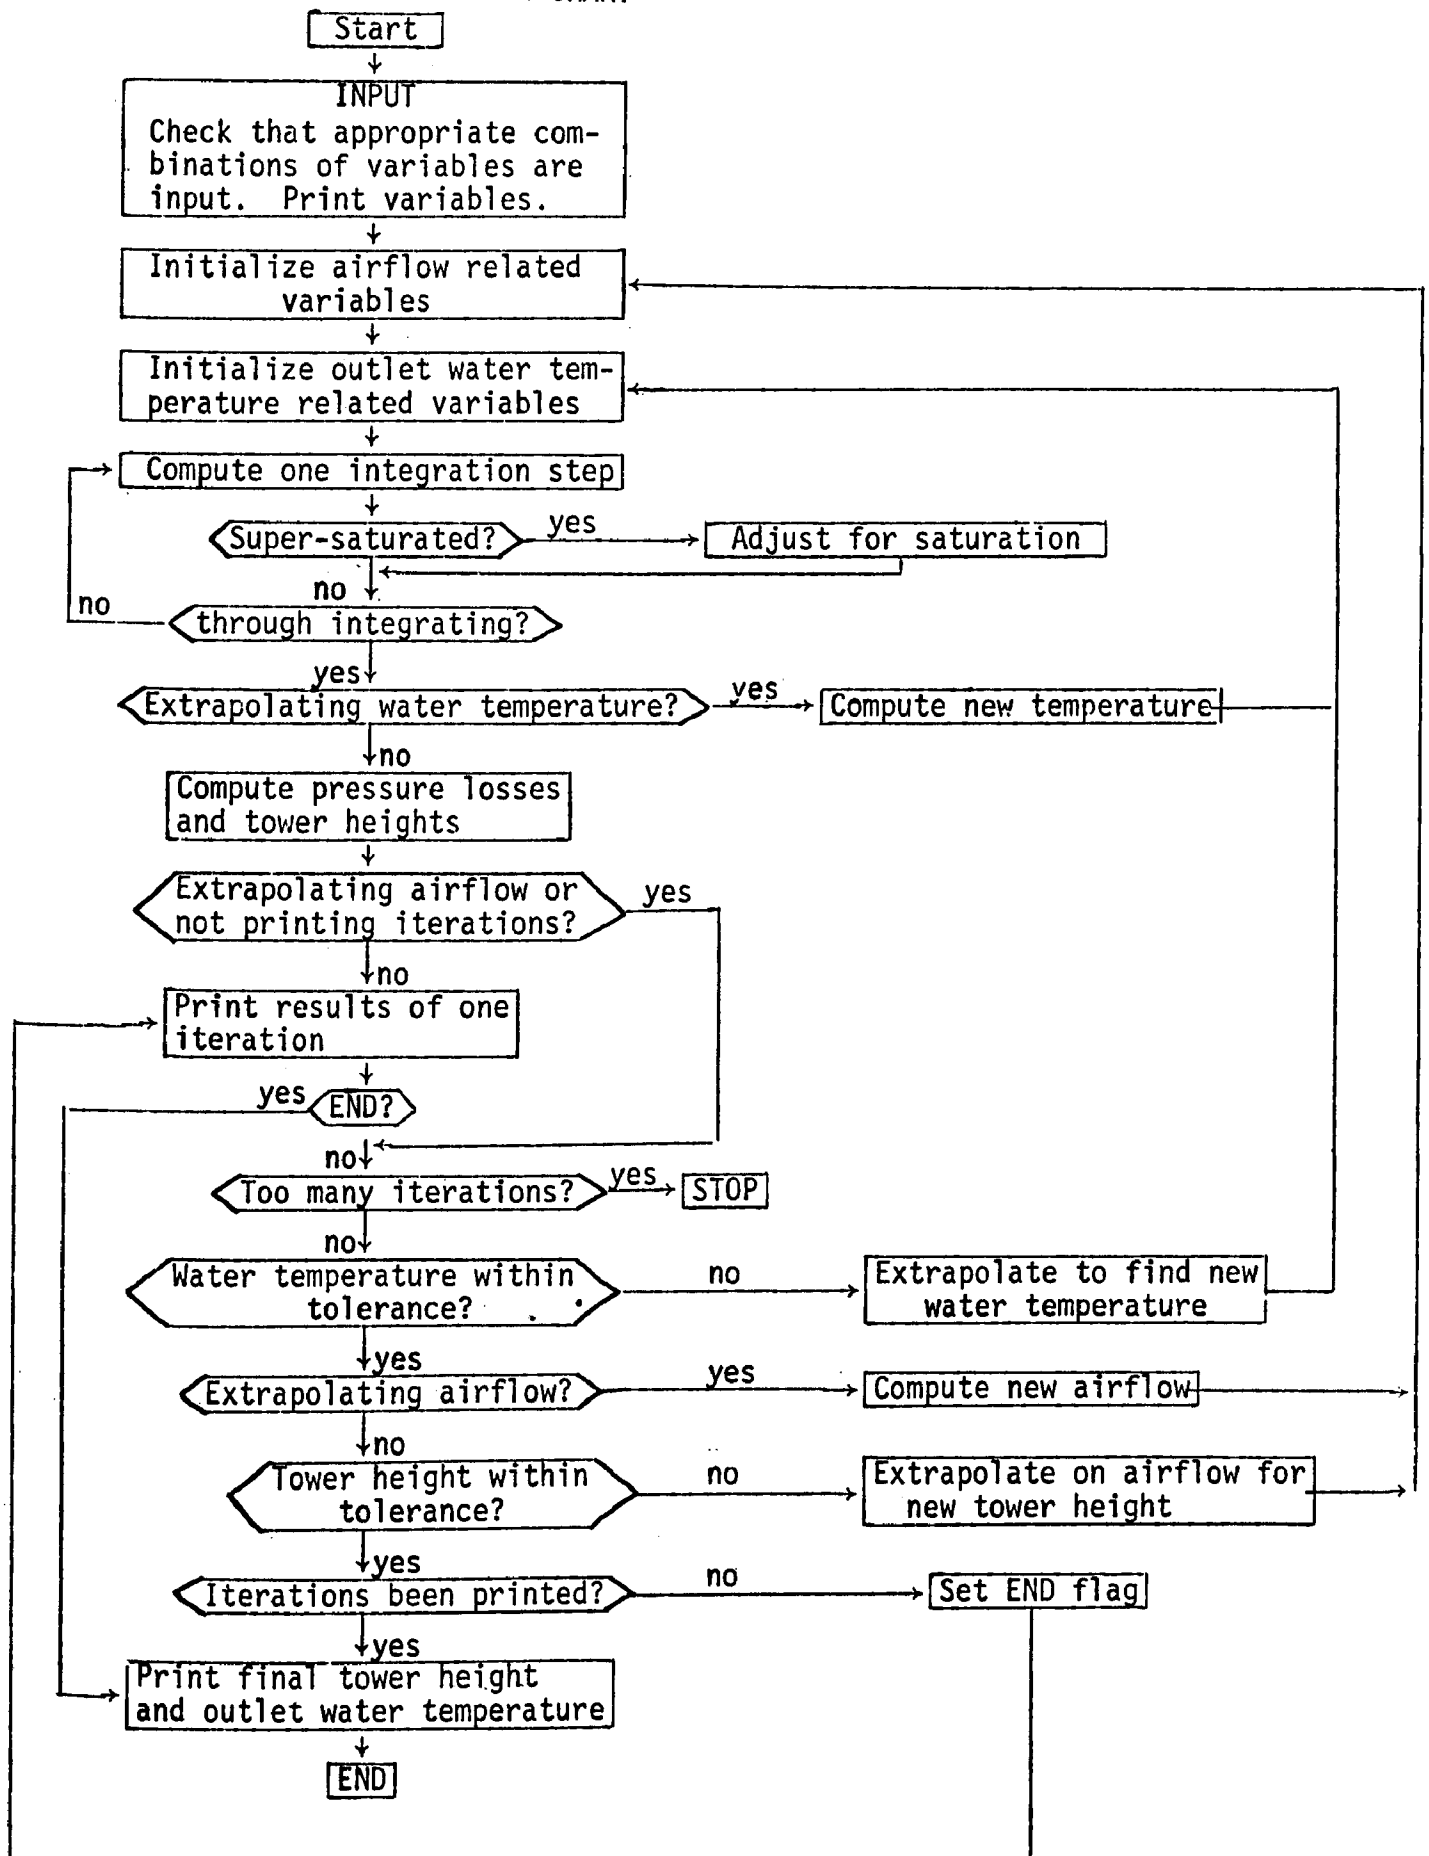 Start
INPUT
Check that appropriate com-
binations of variables are
input. Print variables.
Initialize airflow related
variables
Initialize outlet water tem-
perature related variables
Compute one integration step
Super-saturated?
yes
Adjust for saturation
no
no
through integrating?
yes
Extrapolating water temperature?
yes
Compute new temperature
no
Compute pressure losses
and tower heights
Extrapolating airflow or
not printing iterations?
yes
no
Print results of one
iteration
yes
END?
no
Too many iterations?
yes
STOP
no
Water temperature within
tolerance?
no
Extrapolate to find new
water temperature
yes
Extrapolating airflow?
yes
Compute new airflow
no
Tower height within
tolerance?
no
Extrapolate on airflow for
new tower height
yes
Iterations been printed?
no
Set END flag
yes
Print final tower height
and outlet water temperature
END